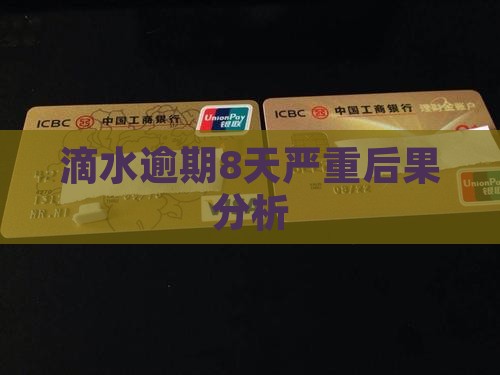 ICBC 中国工商银行
UnionPay
银联
ICBC 中国工商银行 理财金账户
UnionPay
滴水逾期8天严重后果
分析